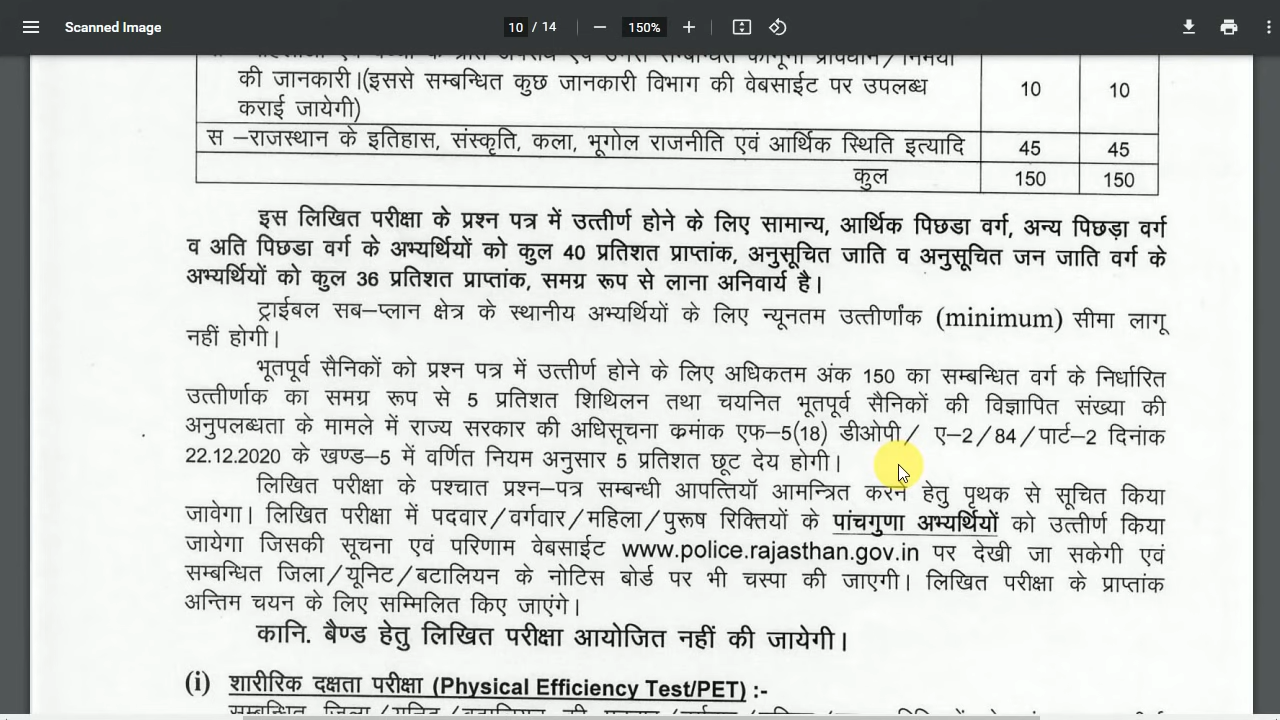 Scanned Image
10 / 14
150%
की जानकारी।(इससे सम्बन्धित कुछ जानकारी विभाग की वेबसाईट पर उपलब्ध कराई जायेगी) 10 10
स –राजस्थान के इतिहास, संस्कृति, कला, भूगोल राजनीति एवं आर्थिक स्थिति इत्यादि 45 45
कुल 150 150
इस लिखित परीक्षा के प्रश्न पत्र में उत्तीर्ण होने के लिए सामान्य, आर्थिक पिछडा वर्ग, अन्य पिछड़ा वर्ग
व अति पिछडा वर्ग के अभ्यर्थियों को कुल 40 प्रतिशत प्राप्तांक, अनुसूचित जाति व अनुसूचित जन जाति वर्ग के
अभ्यर्थियों को कुल 36 प्रतिशत प्राप्तांक, समग्र रूप से लाना अनिवार्य है।
ट्राईबल सब–प्लान क्षेत्र के स्थानीय अभ्यर्थियों के लिए न्यूनतम उत्तीर्णांक (minimum) सीमा लागू
नहीं होगी।
भूतपूर्व सैनिकों को प्रश्न पत्र में उत्तीर्ण होने के लिए अधिकतम अंक 150 का सम्बन्धित वर्ग के निर्धारित
उत्तीर्णाक का समग्र रूप से 5 प्रतिशत शिथिलन तथा चयनित भूतपूर्व सैनिकों की विज्ञापित संख्या की
अनुपलब्धता के मामले में राज्य सरकार की अधिसूचना क्रमांक एफ–5(18) डीओपी/ ए–2/84/पार्ट–2 दिनांक
22.12.2020 के खण्ड–5 में वर्णित नियम अनुसार 5 प्रतिशत छूट देय होगी।
लिखित परीक्षा के पश्चात प्रश्न–पत्र सम्बन्धी आपत्तियॉ आमन्त्रित करने हेतु पृथक से सूचित किया
जावेगा। लिखित परीक्षा में पदवार/वर्गवार/महिला/पुरूष रिक्तियों के पांचगुणा अभ्यर्थियों को उत्तीर्ण किया
जायेगा जिसकी सूचना एवं परिणाम वेबसाईट www.police.rajasthan.gov.in पर देखी जा सकेगी एवं
सम्बन्धित जिला/यूनिट/बटालियन के नोटिस बोर्ड पर भी चस्पा की जाएगी। लिखित परीक्षा के प्राप्तांक
अन्तिम चयन के लिए सम्मिलित किए जाएंगे।
कानि. बैण्ड हेतु लिखित परीक्षा आयोजित नहीं की जायेगी।
(i) शारीरिक दक्षता परीक्षा (Physical Efficiency Test/PET) :-